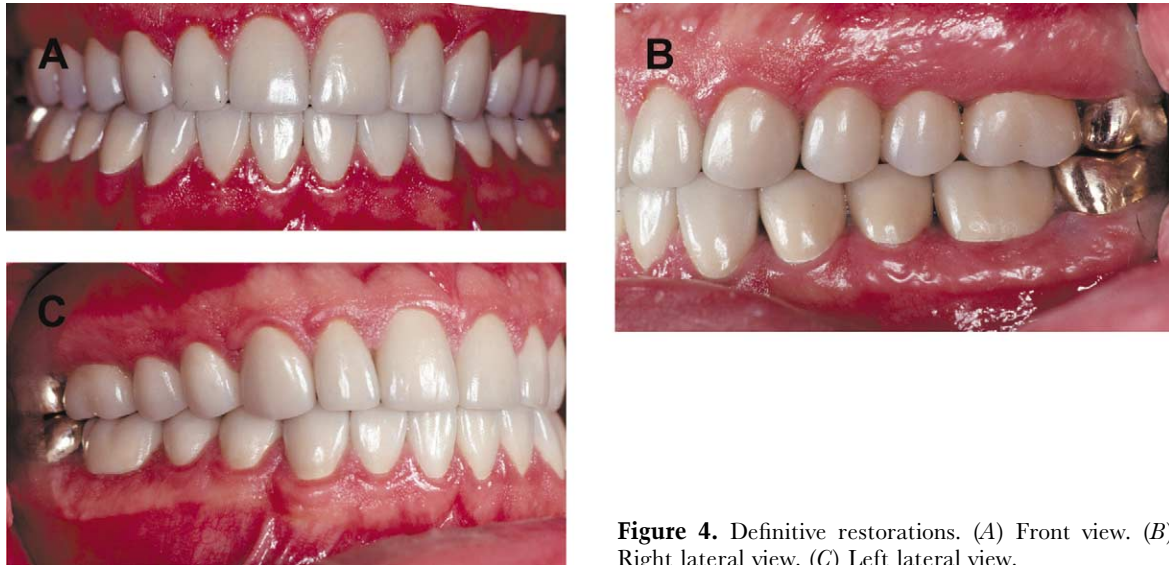 A
B
C
Figure 4. Definitive restorations. (A) Front view. (B)
Right lateral view. (C) Left lateral view.